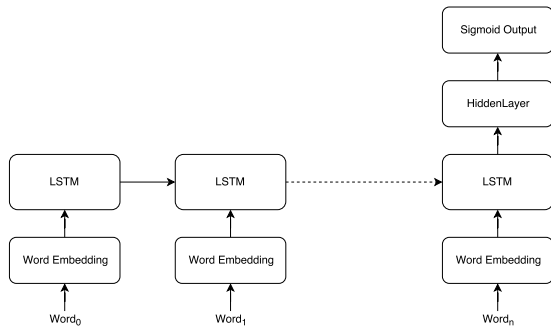 Sigmoid Output
HiddenLayer
LSTM LSTM LSTM
Word Embedding Word Embedding Word Embedding
Word₀ Word₁ Wordₙ